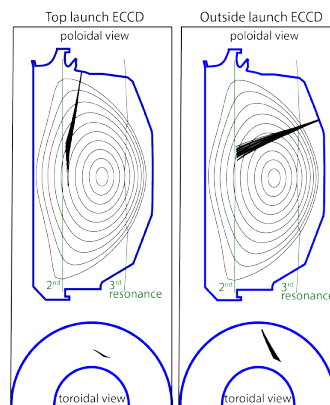 Top launch ECCD
poloidal view
2nd
3rd
resonance
toroidal view
Outside launch ECCD
poloidal view
2nd
3rd
resonance
toroidal view